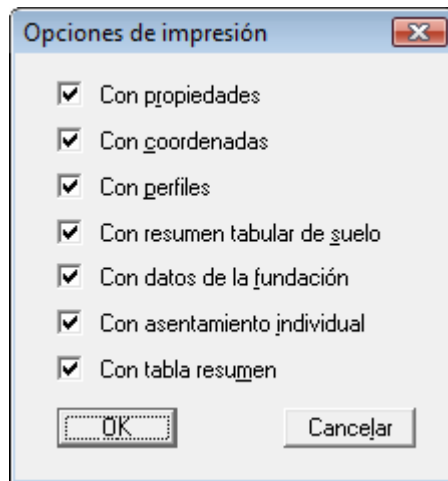 Opciones de impresión
Con propiedades
Con coordenadas
Con perfiles
Con resumen tabular de suelo
Con datos de la fundación
Con asentamiento individual
Con tabla resumen
OK
Cancelar